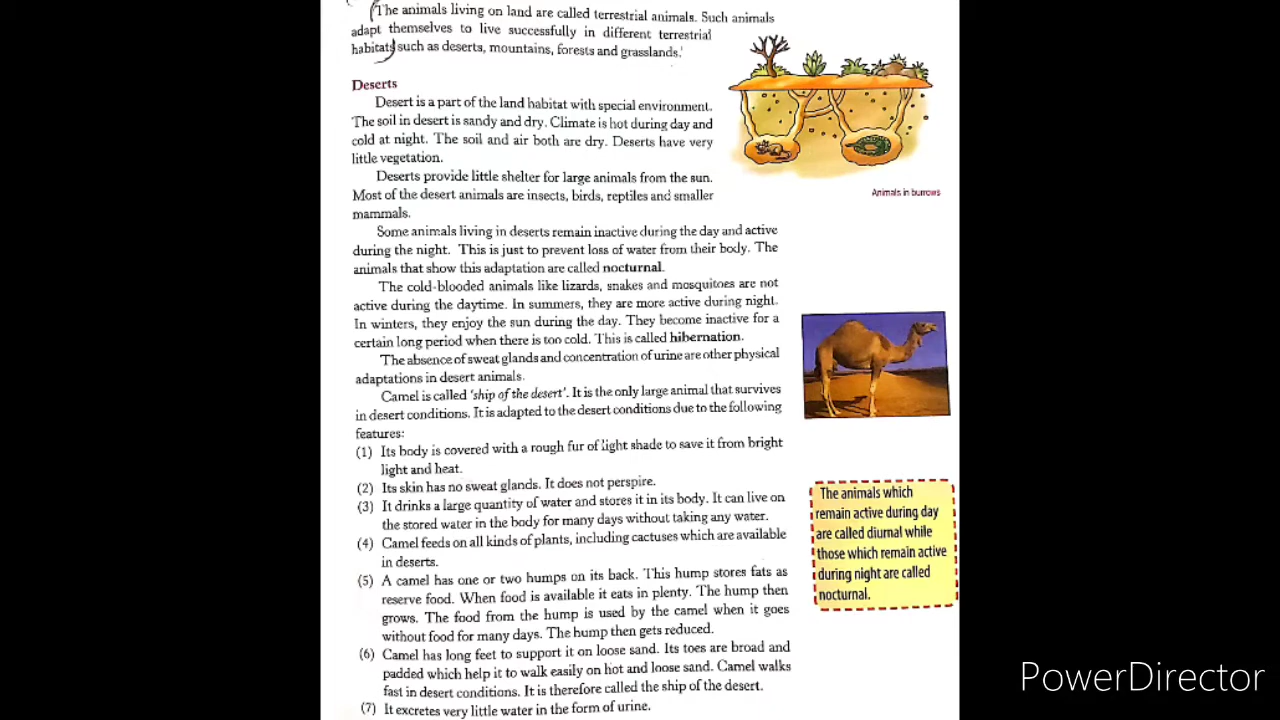 The animals living on land are called terrestrial animals. Such animals
adapt themselves to live successfully in different terrestrial
habitats such as deserts, mountains, forests and grasslands.
Deserts
Desert is a part of the land habitat with special environment.
The soil in desert is sandy and dry. Climate is hot during day and
cold at night. The soil and air both are dry. Deserts have very
little vegetation.
Deserts provide little shelter for large animals from the sun.
Most of the desert animals are insects, birds, reptiles and smaller
mammals.
Animals in burrows
Some animals living in deserts remain inactive during the day and active
during the night. This is just to prevent loss of water from their body. The
animals that show this adaptation are called nocturnal.
The cold-blooded animals like lizards, snakes and mosquitoes are not
active during the daytime. In summers, they are more active during night.
In winters, they enjoy the sun during the day. They become inactive for a
certain long period when there is too cold. This is called hibernation.
The absence of sweat glands and concentration of urine are other physical
adaptations in desert animals.
Camel is called 'ship of the desert'. It is the only large animal that survives
in desert conditions. It is adapted to the desert conditions due to the following
features:
(1) Its body is covered with a rough fur of light shade to save it from bright
light and heat.
(2) Its skin has no sweat glands. It does not perspire.
(3) It drinks a large quantity of water and stores it in its body. It can live on
the stored water in the body for many days without taking any water.
(4) Camel feeds on all kinds of plants, including cactuses which are available
in deserts.
(5) A camel has one or two humps on its back. This hump stores fats as
reserve food. When food is available it eats in plenty. The hump then
grows. The food from the hump is used by the camel when it goes
without food for many days. The hump then gets reduced.
(6) Camel has long feet to support it on loose sand. Its toes are broad and
padded which help it to walk easily on hot and loose sand. Camel walks
fast in desert conditions. It is therefore called the ship of the desert.
(7) It excretes very little water in the form of urine.
The animals which
remain active during day
are called diurnal while
those which remain active
during night are called
nocturnal.
PowerDirector